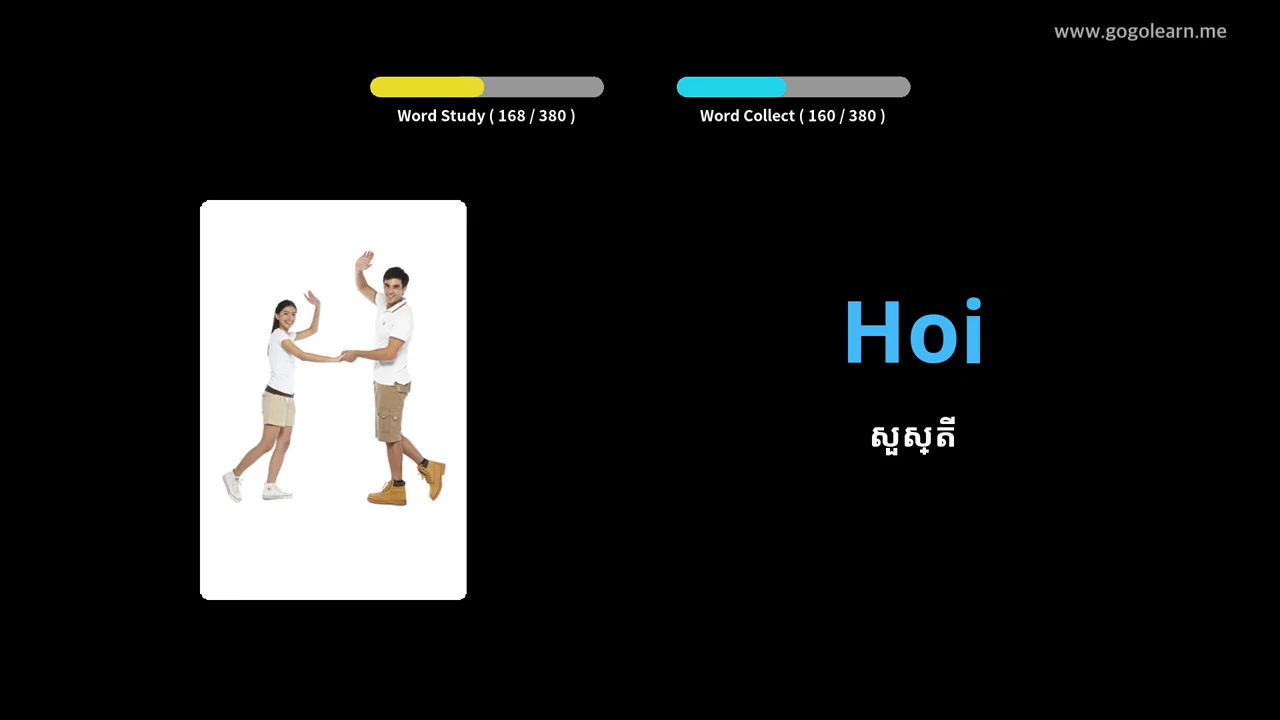 www.gogolearn.me
Word Study ( 168 / 380 )
Word Collect ( 160 / 380 )
Hoi
សួស្តី